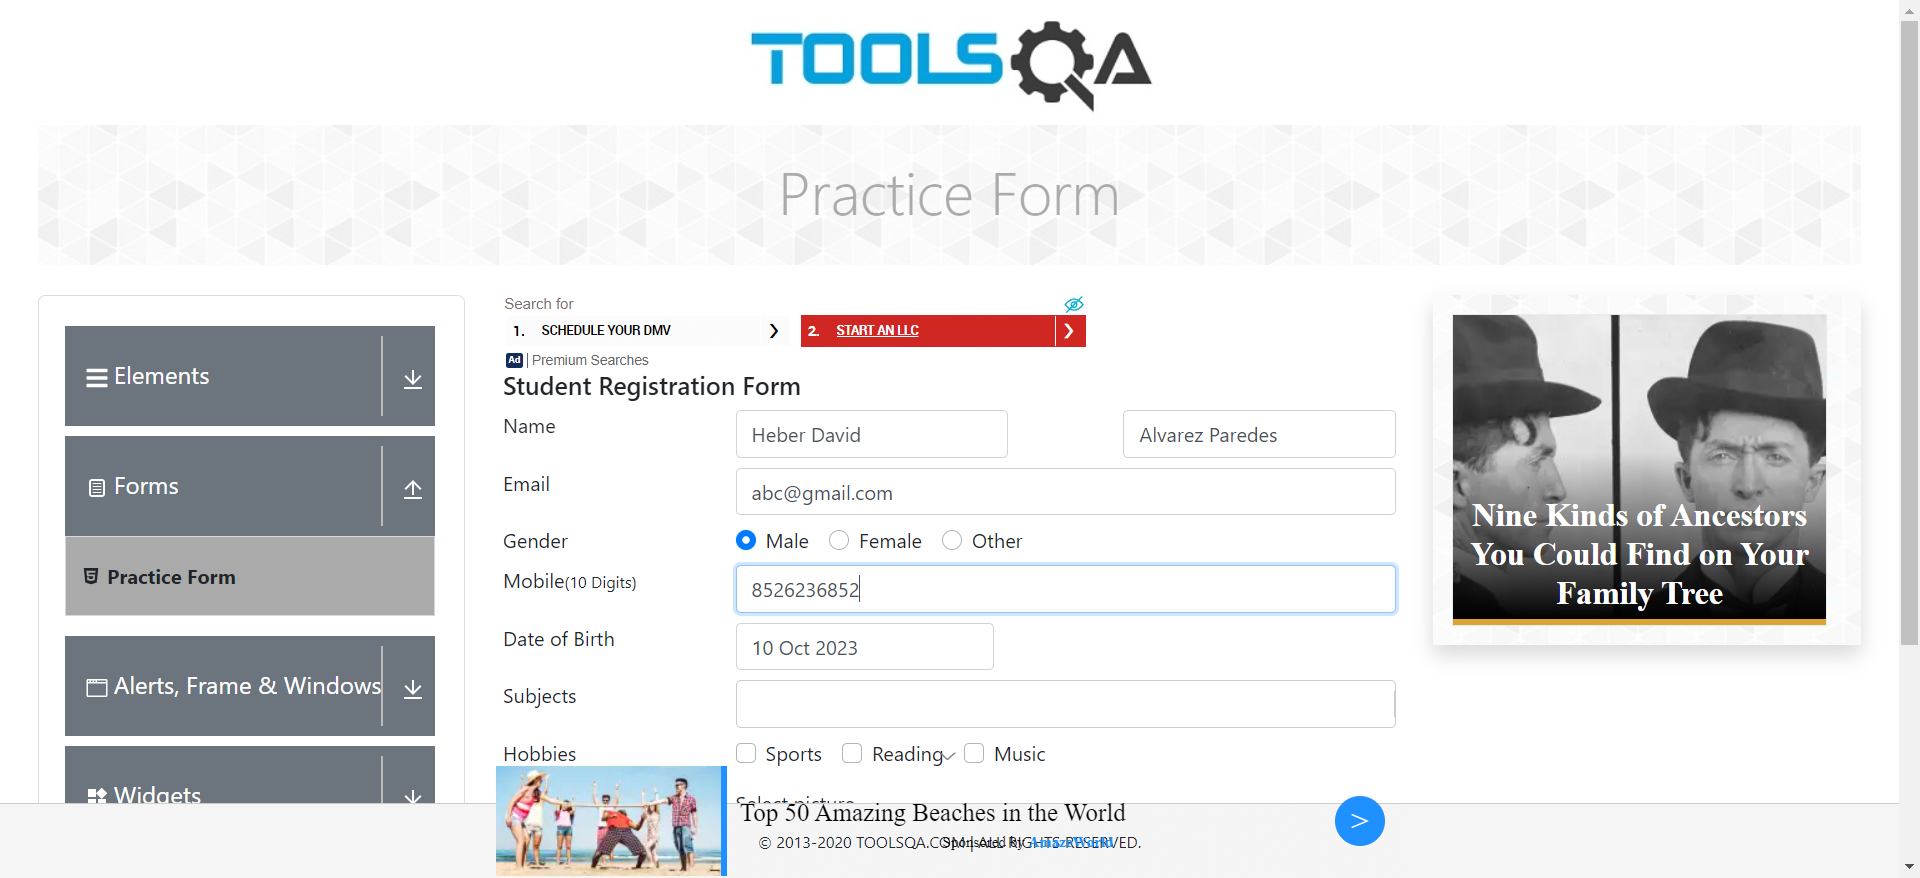 TOOLSQA
Practice Form
Elements
Forms
Practice Form
Alerts, Frame & Windows
Widgets
Search for
1. SCHEDULE YOUR DMV
2. START AN LLC
Ad | Premium Searches
Student Registration Form
Name Heber David Alvarez Paredes
Email abc@gmail.com
Gender Male Female Other
Mobile(10 Digits) 8526236852
Date of Birth 10 Oct 2023
Subjects
Hobbies Sports Reading Music
Select picture
Top 50 Amazing Beaches in the World
© 2013-2020 TOOLSQA.COM | ALL RIGHTS RESERVED.
Sponsored By
Nine Kinds of Ancestors
You Could Find on Your
Family Tree